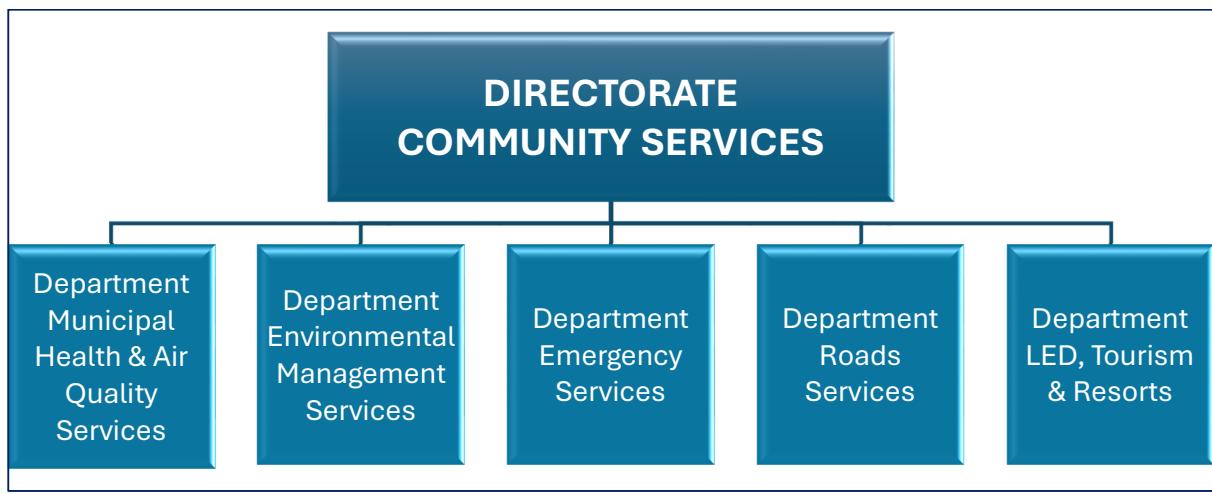 DIRECTORATE
COMMUNITY SERVICES
Department
Municipal
Health & Air
Quality
Services
Department
Environmental
Management
Services
Department
Emergency
Services
Department
Roads
Services
Department
LED, Tourism
& Resorts